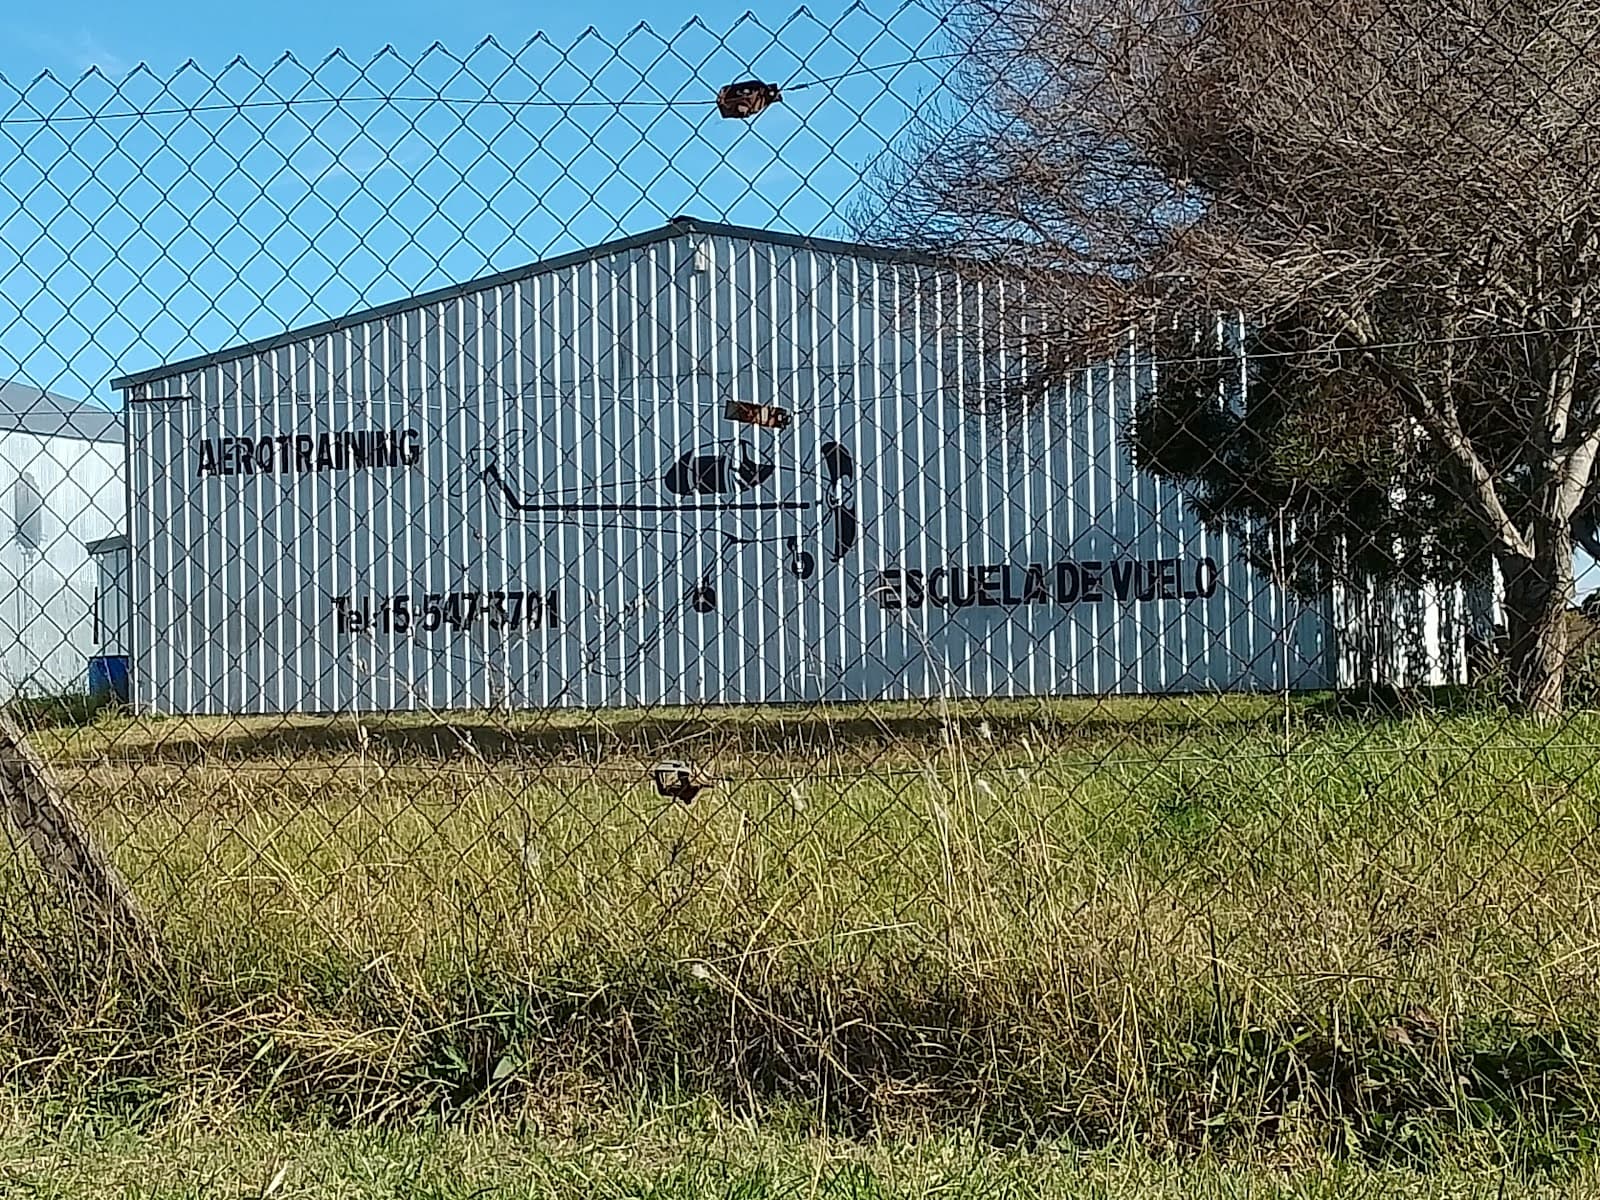 AEROTRAINING
Tel:15-547-3701
ESCUELA DE VUELO